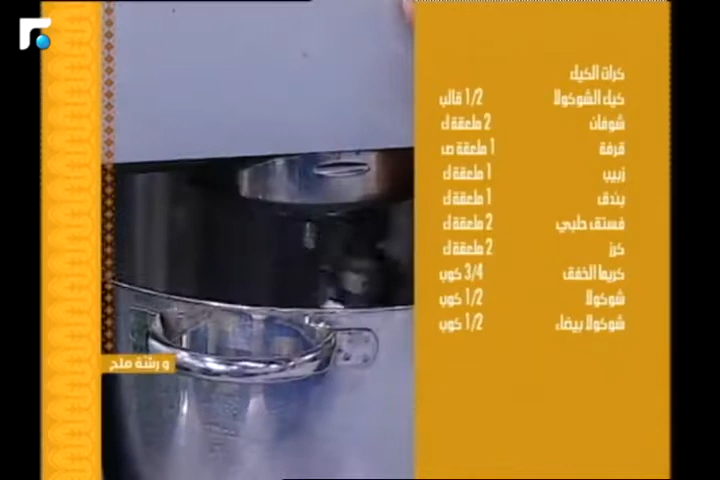 كرات الكيك
كيك الشوكولا 1/2 قالب
شوفان 2 ملعقة ك
قرفة 1 ملعقة ص
زبيب 1 ملعقة ك
بندق 1 ملعقة ك
فستق حلبي 2 ملعقة ك
كرز 2 ملعقة ك
كريما الخفق 3/4 كوب
شوكولا 1/2 كوب
شوكولا بيضاء 1/2 كوب
ورشة ملح